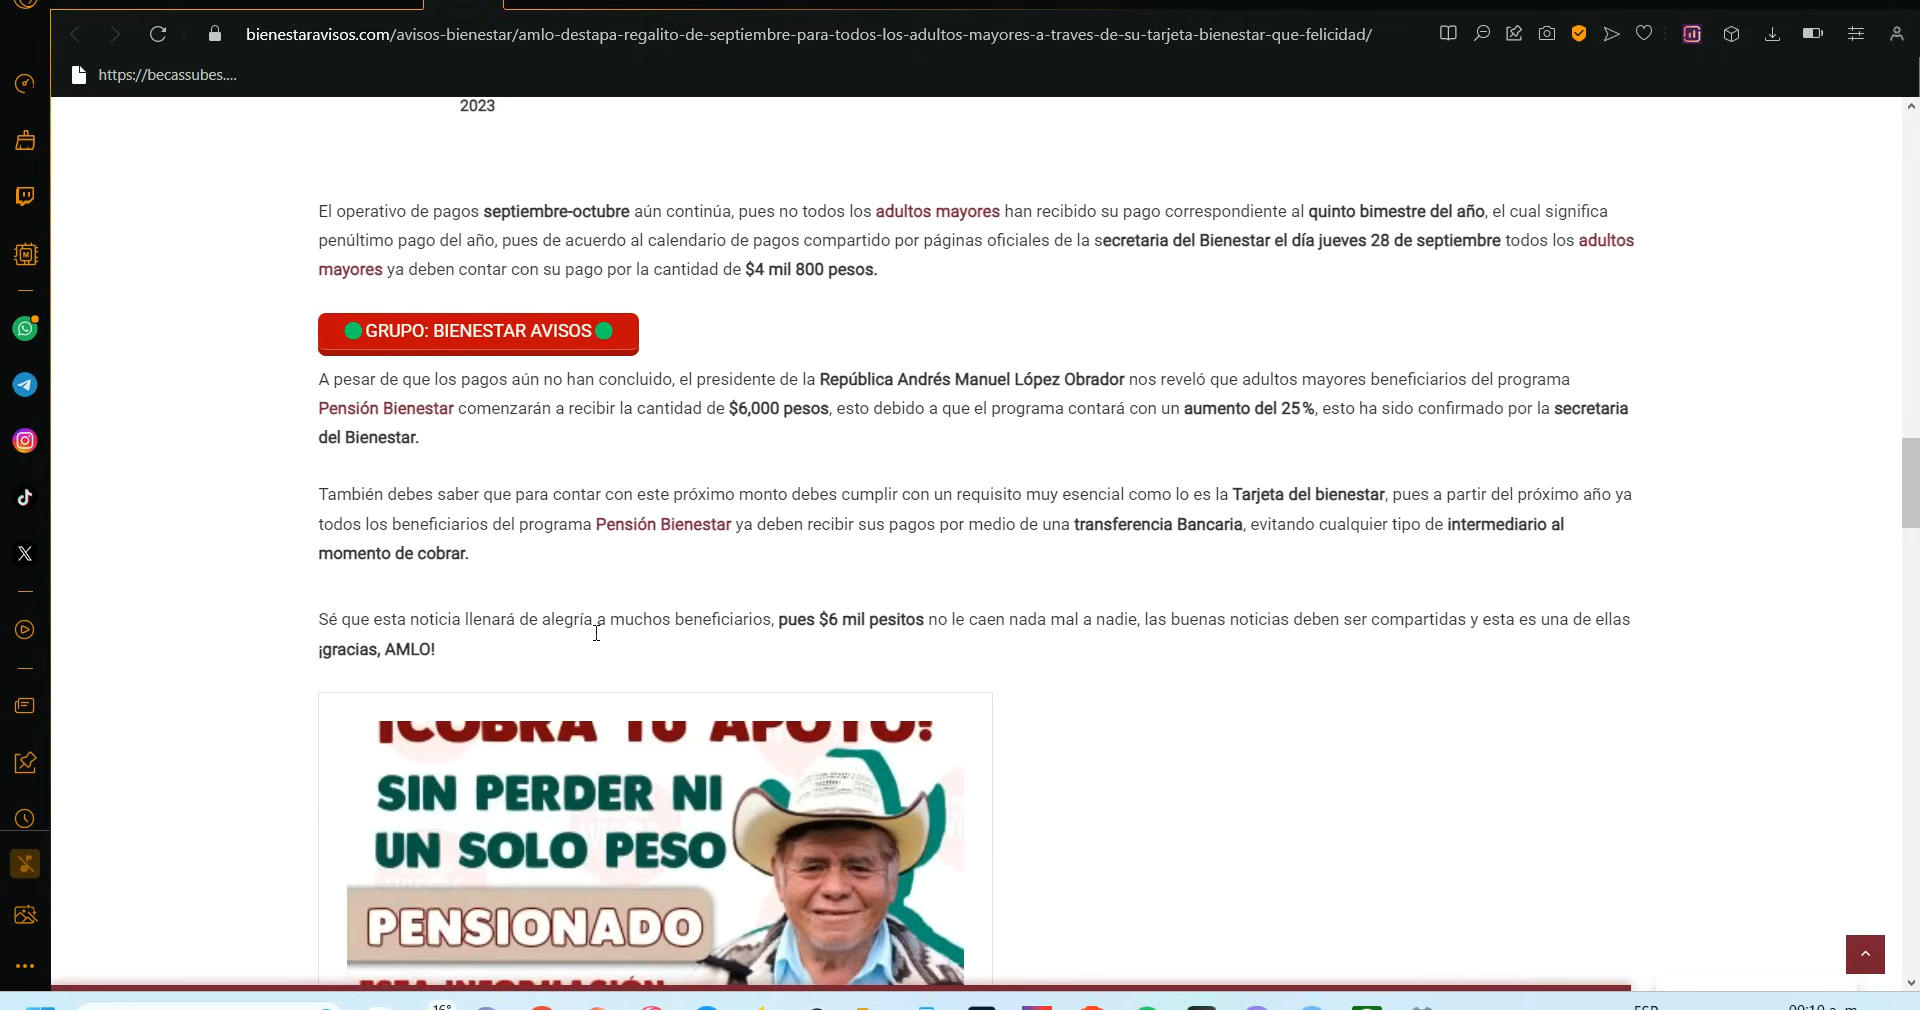 bienestaravisos.com/avisos-bienestar/amlo-destapa-regalito-de-septiembre-para-todos-los-adultos-mayores-a-traves-de-su-tarjeta-bienestar-que-felicidad/
https://becassubes....
2023
El operativo de pagos septiembre-octubre aún continúa, pues no todos los adultos mayores han recibido su pago correspondiente al quinto bimestre del año, el cual significa
penúltimo pago del año, pues de acuerdo al calendario de pagos compartido por páginas oficiales de la secretaria del Bienestar el día jueves 28 de septiembre todos los adultos
mayores ya deben contar con su pago por la cantidad de $4 mil 800 pesos.
GRUPO: BIENESTAR AVISOS
A pesar de que los pagos aún no han concluido, el presidente de la República Andrés Manuel López Obrador nos reveló que adultos mayores beneficiarios del programa
Pensión Bienestar comenzarán a recibir la cantidad de $6,000 pesos, esto debido a que el programa contará con un aumento del 25%, esto ha sido confirmado por la secretaria
del Bienestar.
También debes saber que para contar con este próximo monto debes cumplir con un requisito muy esencial como lo es la Tarjeta del bienestar, pues a partir del próximo año ya
todos los beneficiarios del programa Pensión Bienestar ya deben recibir sus pagos por medio de una transferencia Bancaria, evitando cualquier tipo de intermediario al
momento de cobrar.
Sé que esta noticia llenará de alegría a muchos beneficiarios, pues $6 mil pesitos no le caen nada mal a nadie, las buenas noticias deben ser compartidas y esta es una de ellas
¡gracias, AMLO!
¡COBRA TU APOYO!
SIN PERDER NI
UN SOLO PESO
PENSIONADO
ESTA INFORMACIÓN
16°
ESP